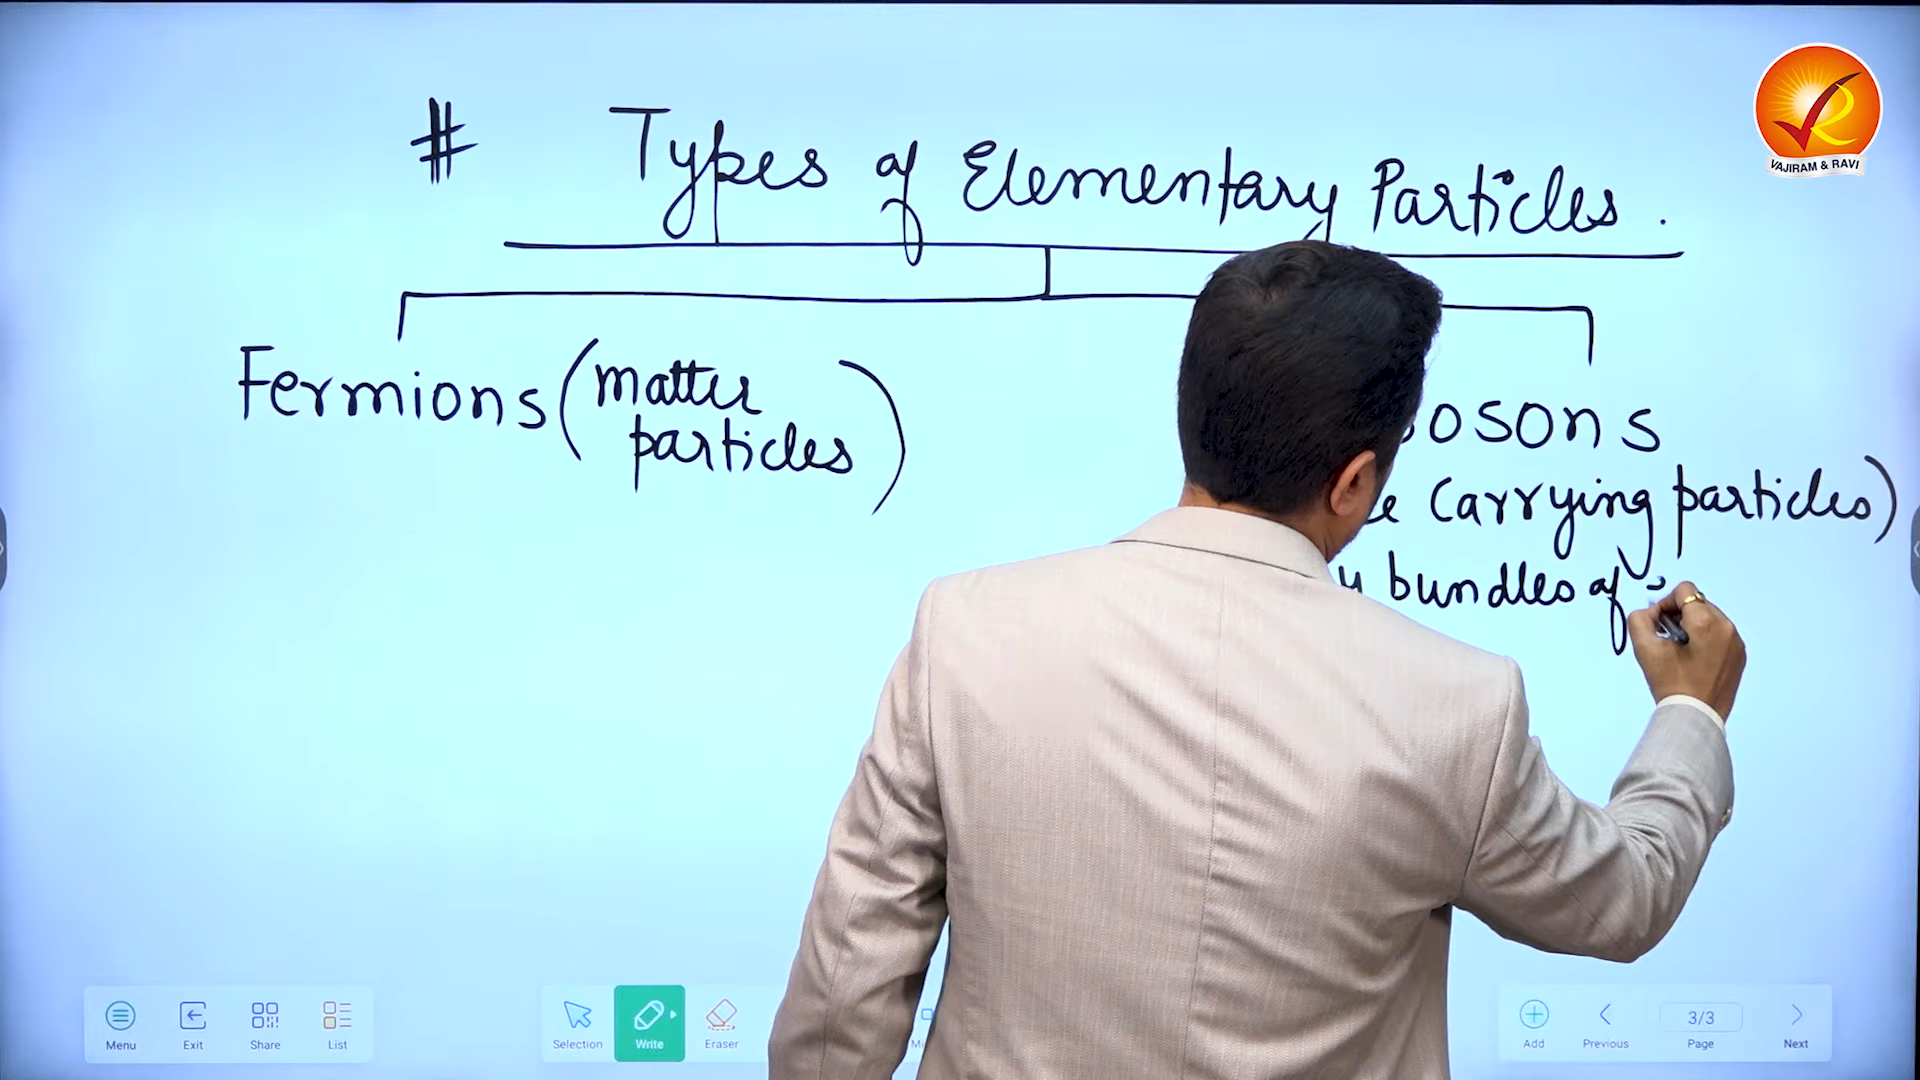 # Types of Elementary Particles.
Fermions (matter
particles)
osons
carrying particles)
bundles of
VAJIRAM & RAVI
Menu
Exit
Share
List
Selection
Write
Eraser
Add
Previous
3/3
Page
Next